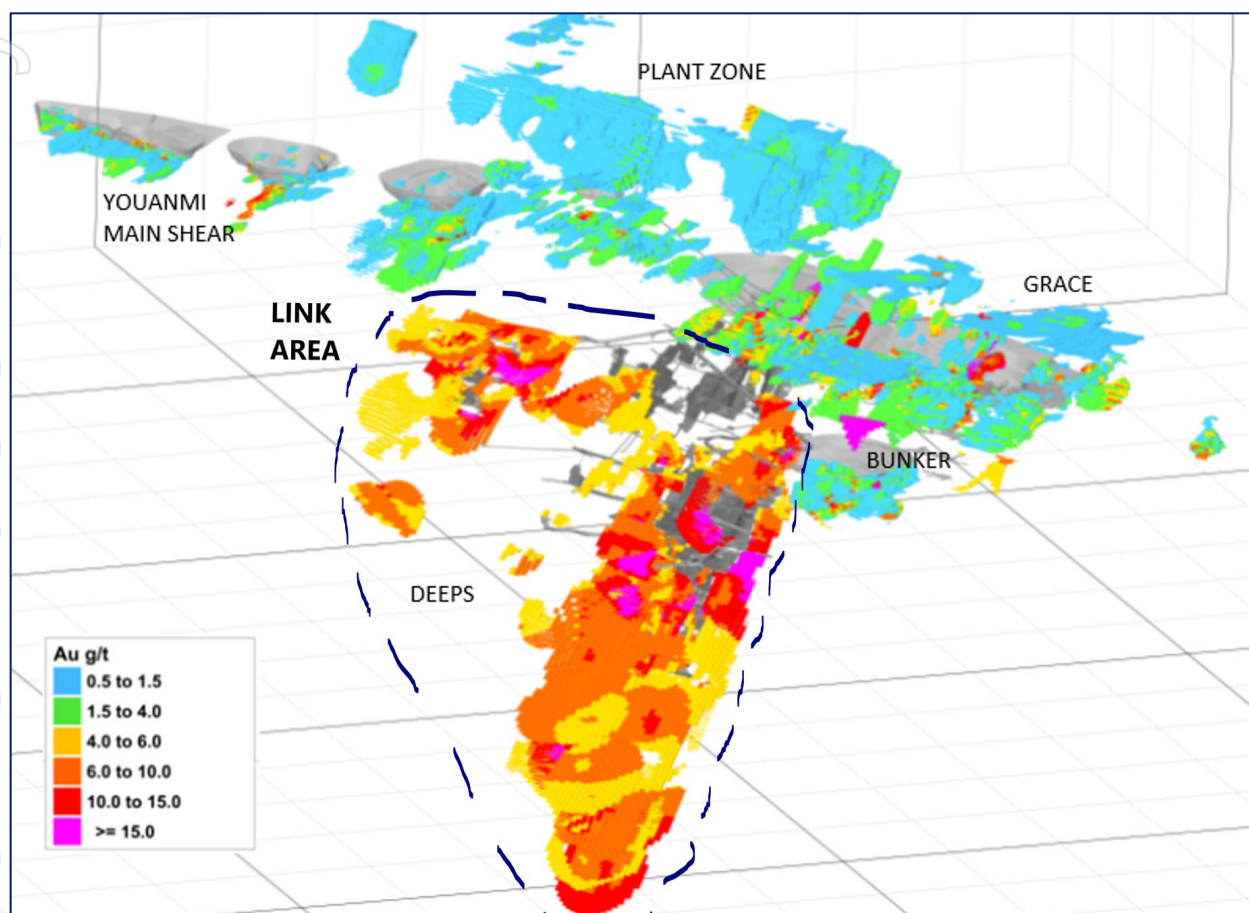 PLANT ZONE
YOUANMI
MAIN SHEAR
GRACE
LINK
AREA
BUNKER
DEEPS
Au g/t
0.5 to 1.5
1.5 to 4.0
4.0 to 6.0
6.0 to 10.0
10.0 to 15.0
>= 15.0